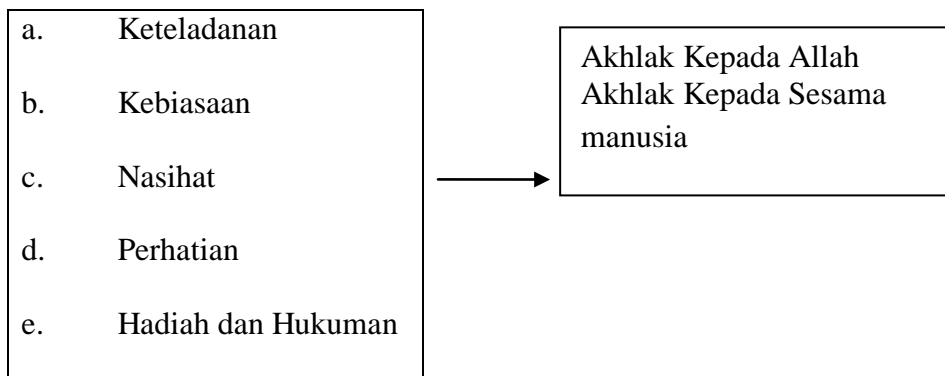 a. Keteladanan
b. Kebiasaan
c. Nasihat
d. Perhatian
e. Hadiah dan Hukuman
Akhlak Kepada Allah
Akhlak Kepada Sesama
manusia